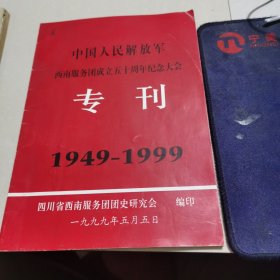 中国人民解放军
西南服务团成立五十周年纪念大会
专刊
1949-1999
四川省西南服务团团史研究会 编印
一九九九年五月五日